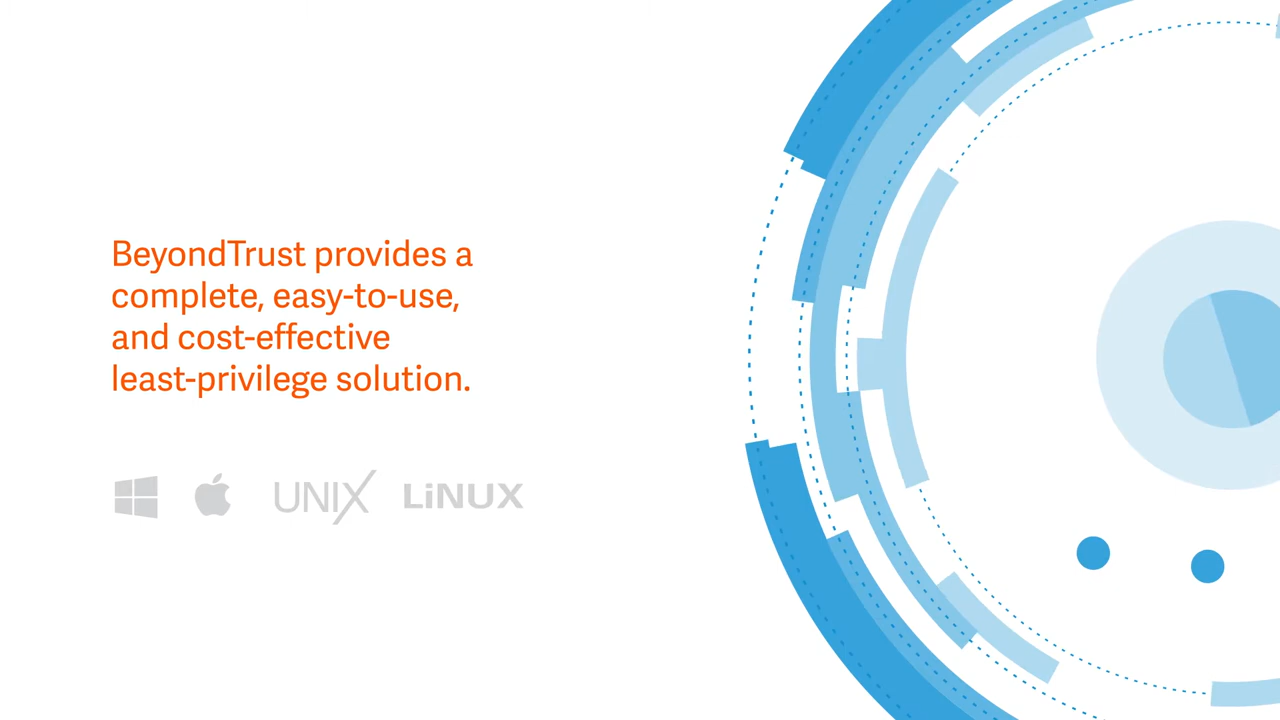 BeyondTrust provides a
complete, easy-to-use,
and cost-effective
least-privilege solution.
UNIX LiNUX